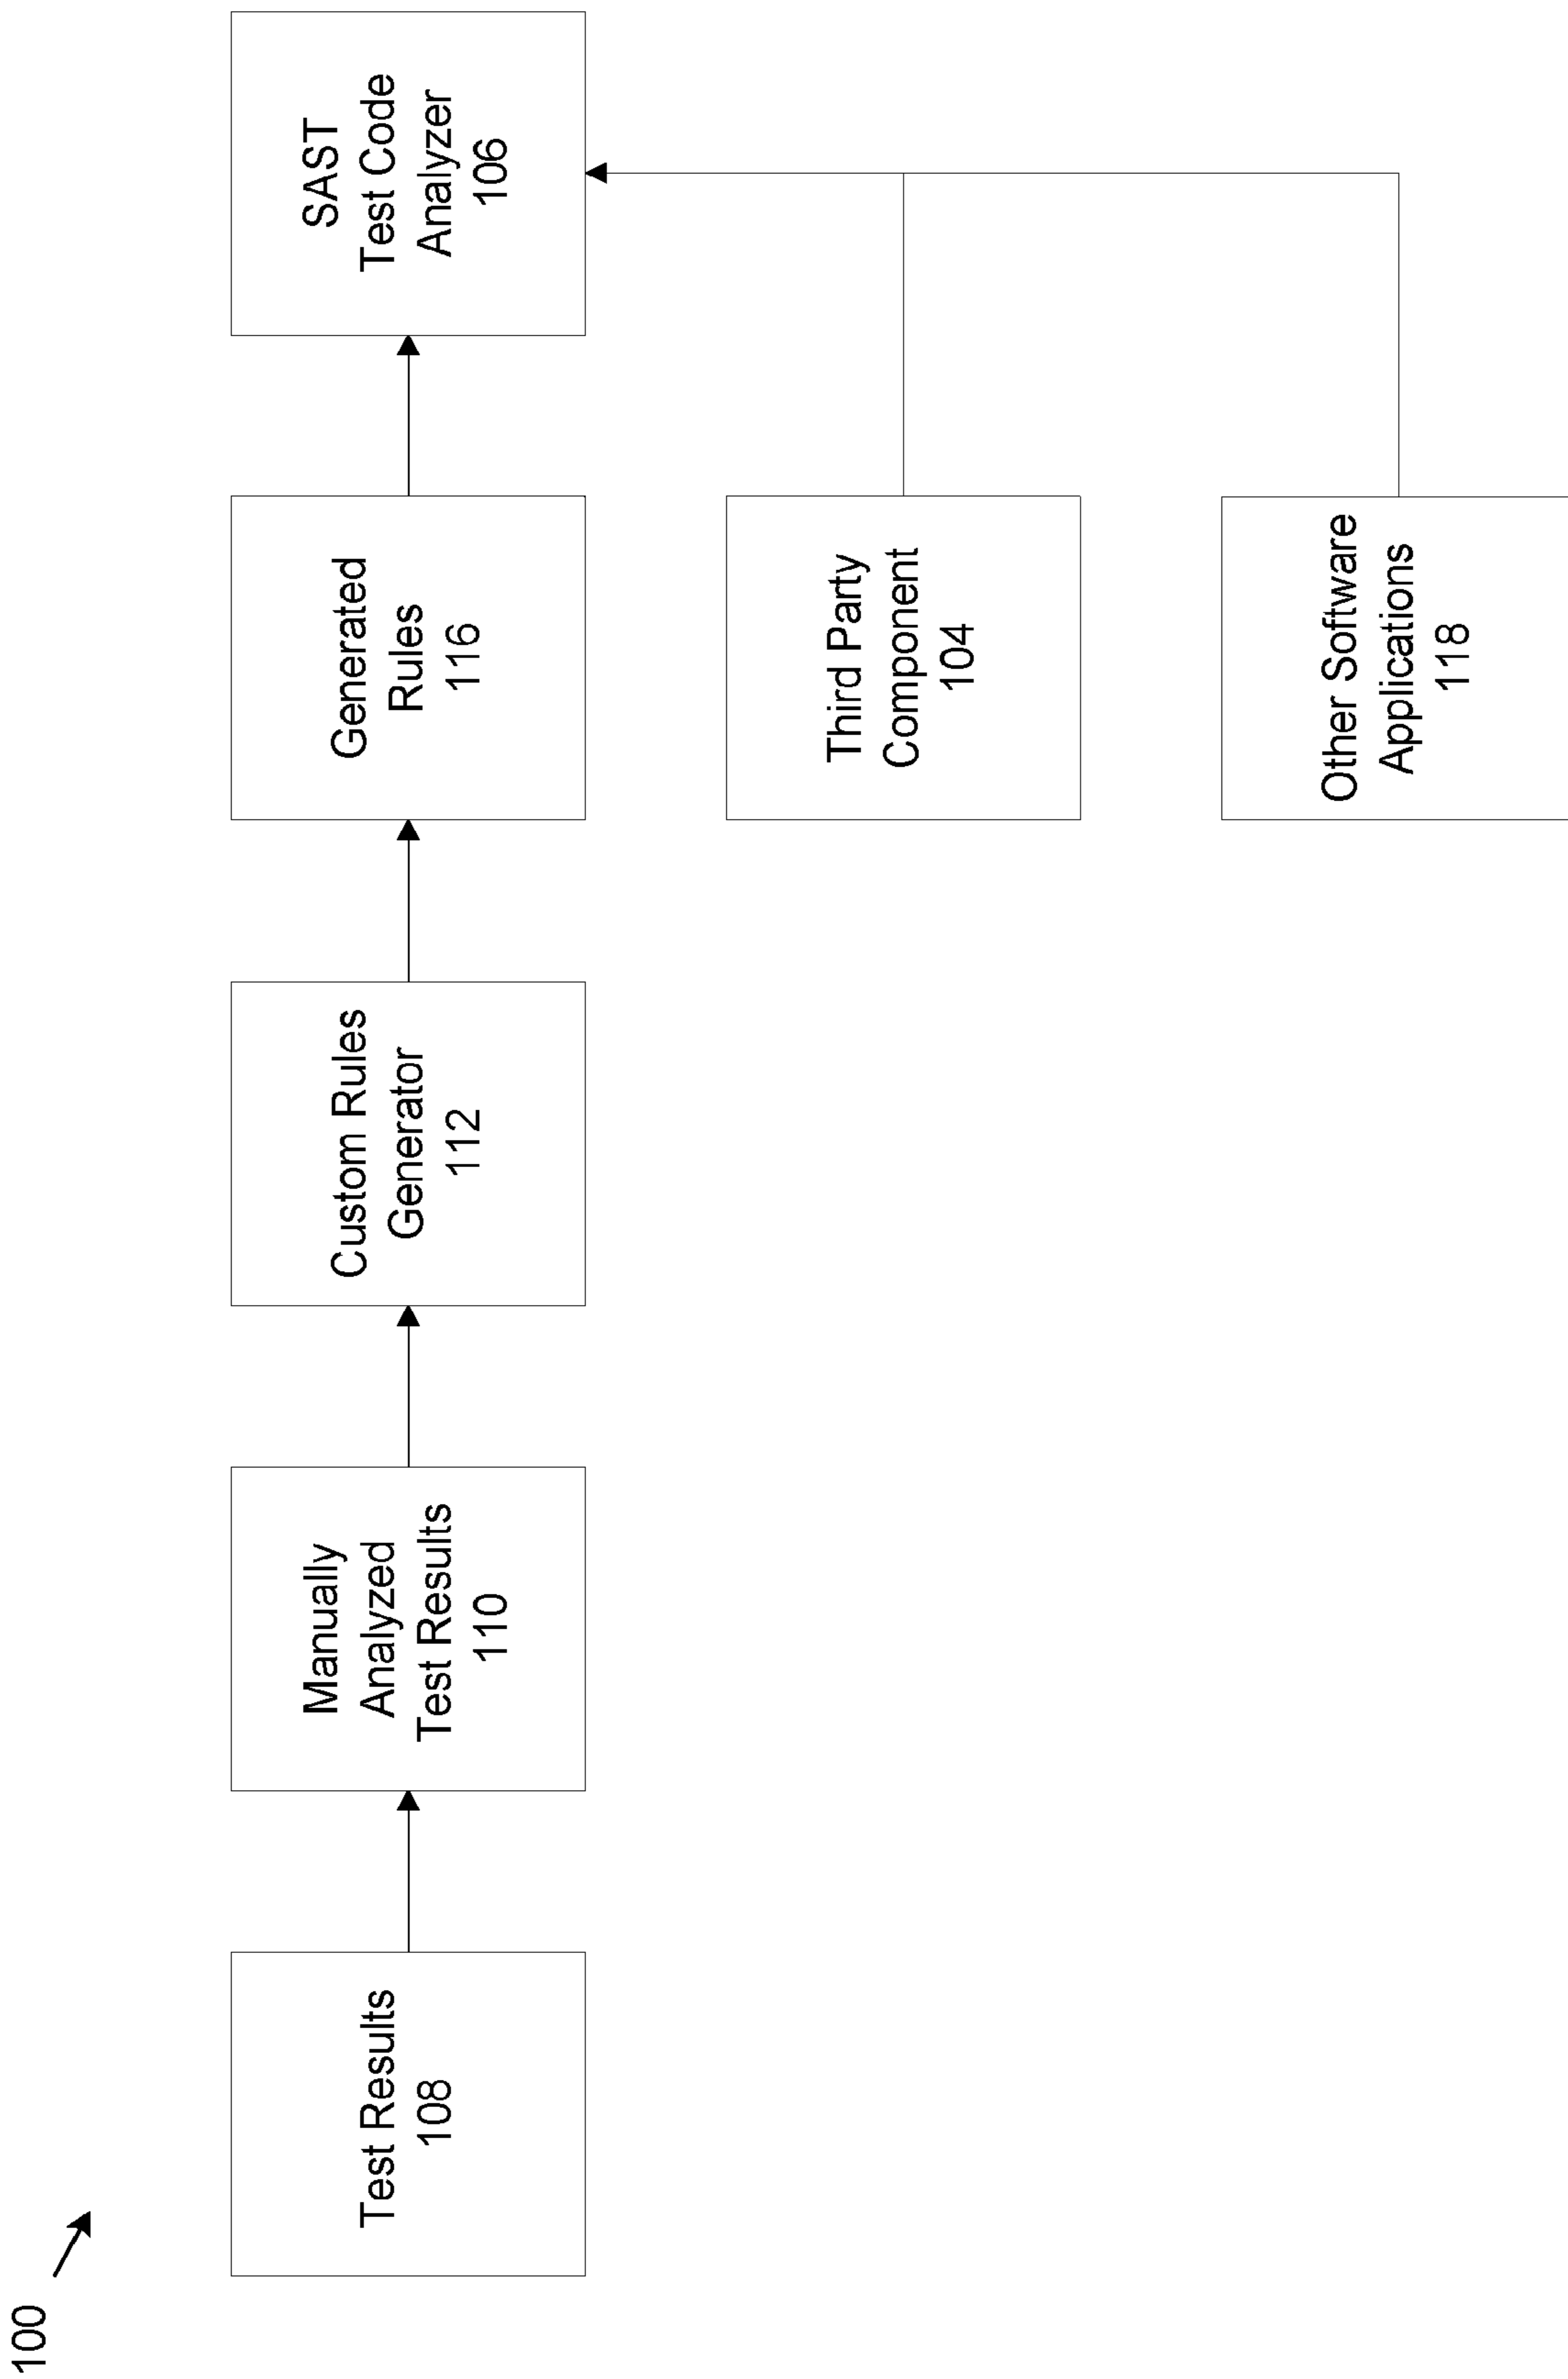 100
Test Results
108
Manually
Analyzed
Test Results
110
Custom Rules
Generator
112
Generated
Rules
116
SAST
Test Code
Analyzer
106
Third Party
Component
104
Other Software
Applications
118